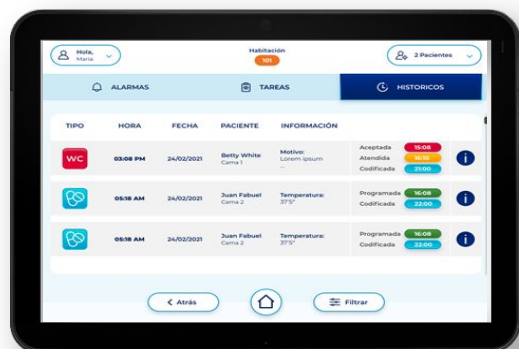 Hola,
María
Habitación
101
2 Pacientes
ALARMAS
TAREAS
HISTORICOS
TIPO HORA FECHA PACIENTE INFORMACIÓN
WC 03:08 PM 24/02/2021 Betty White
Cama 1
Motivo:
Lorem ipsum
...
Aceptada 15:08
Atendida 16:10
Codificada 21:00
05:18 AM 24/02/2021 Juan Fabuel
Cama 2
Temperatura:
37'5°
Programada 16:08
Codificada 22:00
05:18 AM 24/02/2021 Juan Fabuel
Cama 2
Temperatura:
37'5°
Programada 16:08
Codificada 22:00
Atrás
Filtrar